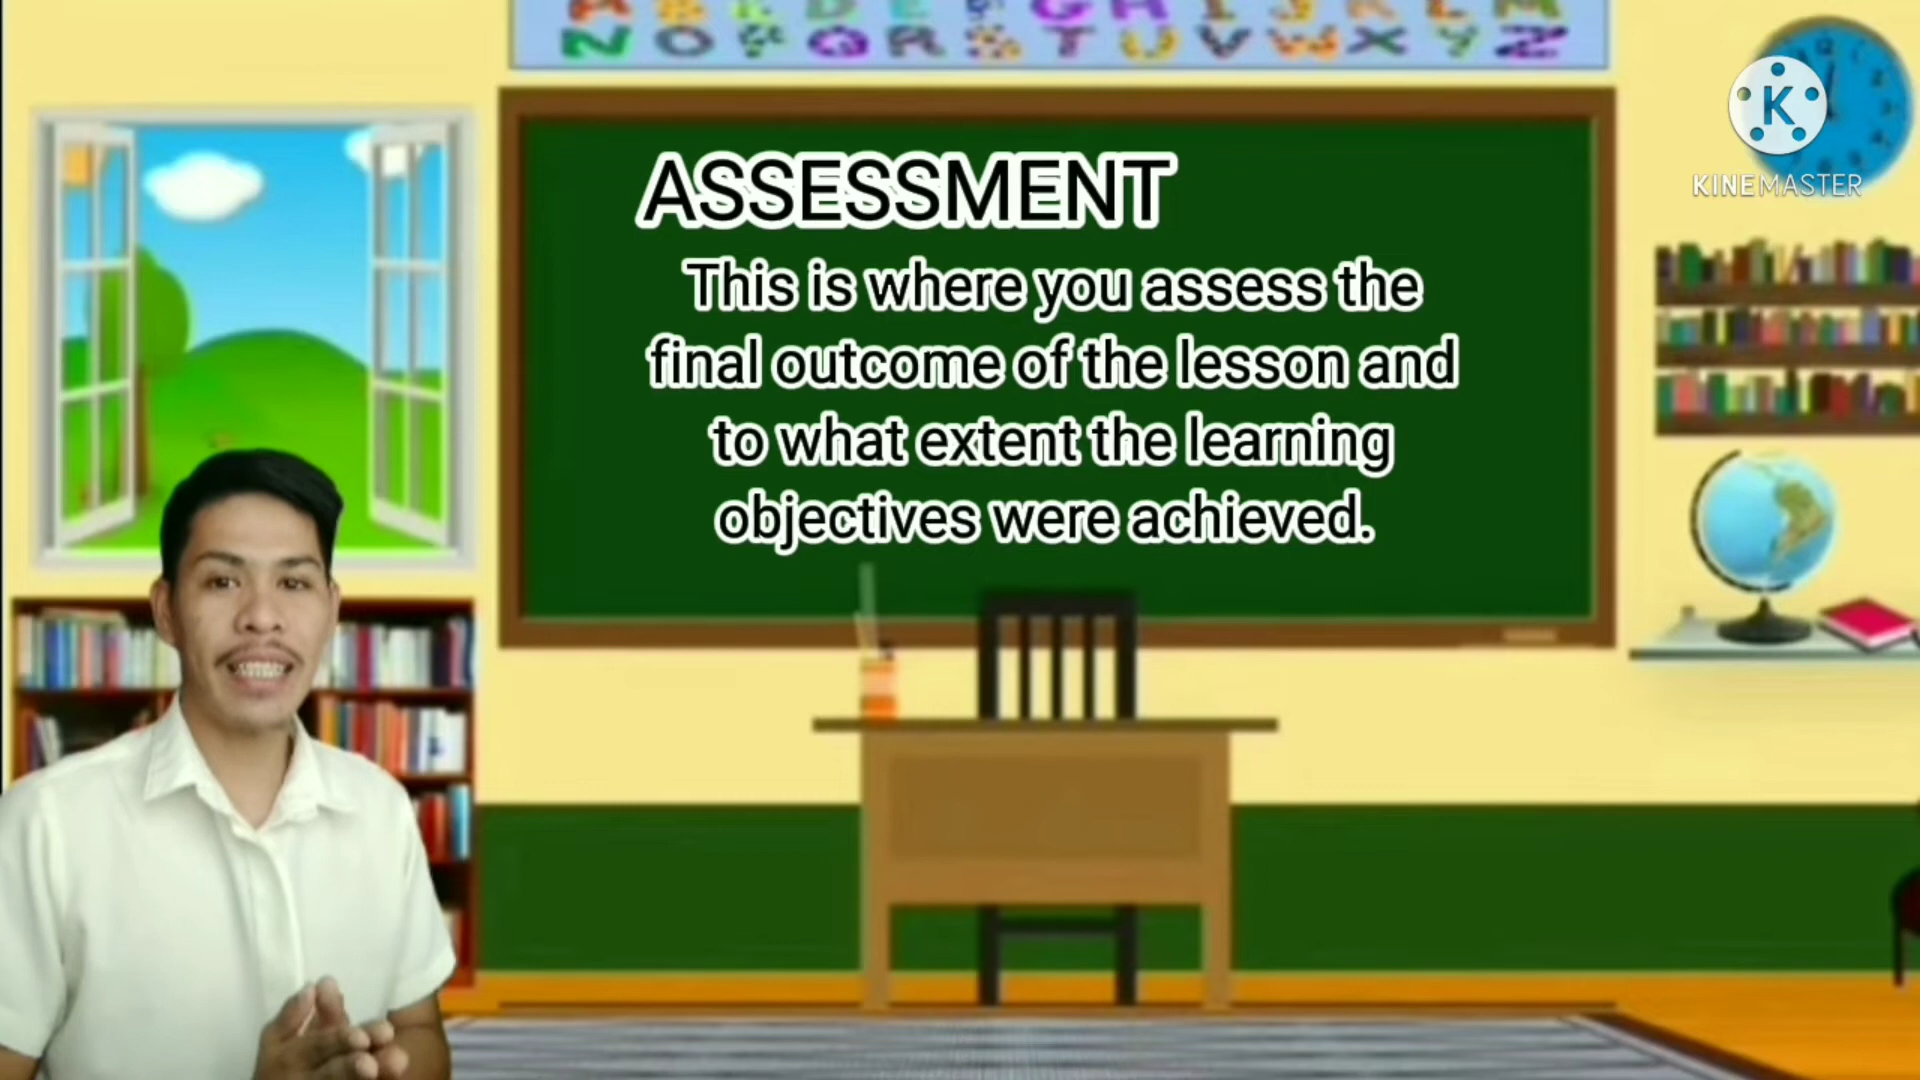 A B C D E F G H I J K L M
N O P Q R S T U V W X Y Z
K
KINEMASTER
ASSESSMENT
This is where you assess the
final outcome of the lesson and
to what extent the learning
objectives were achieved.